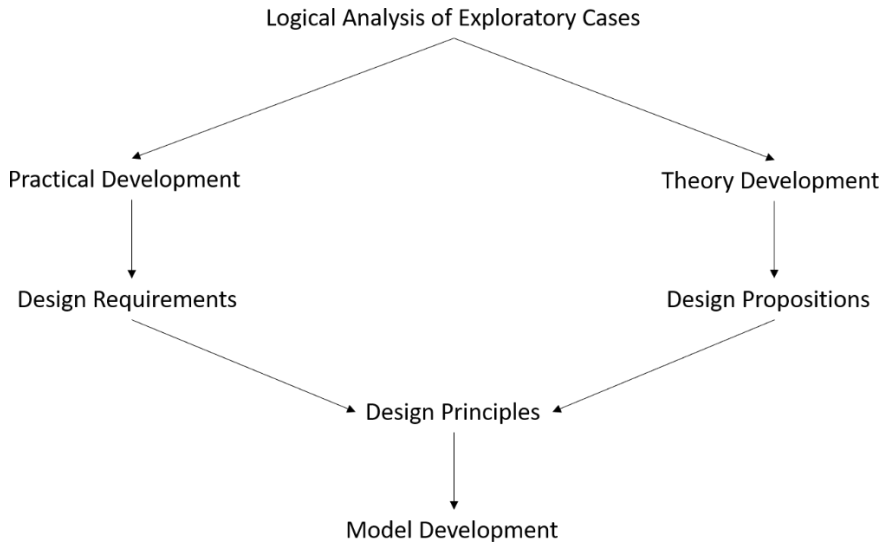 Logical Analysis of Exploratory Cases
Practical Development
Theory Development
Design Requirements
Design Propositions
Design Principles
Model Development